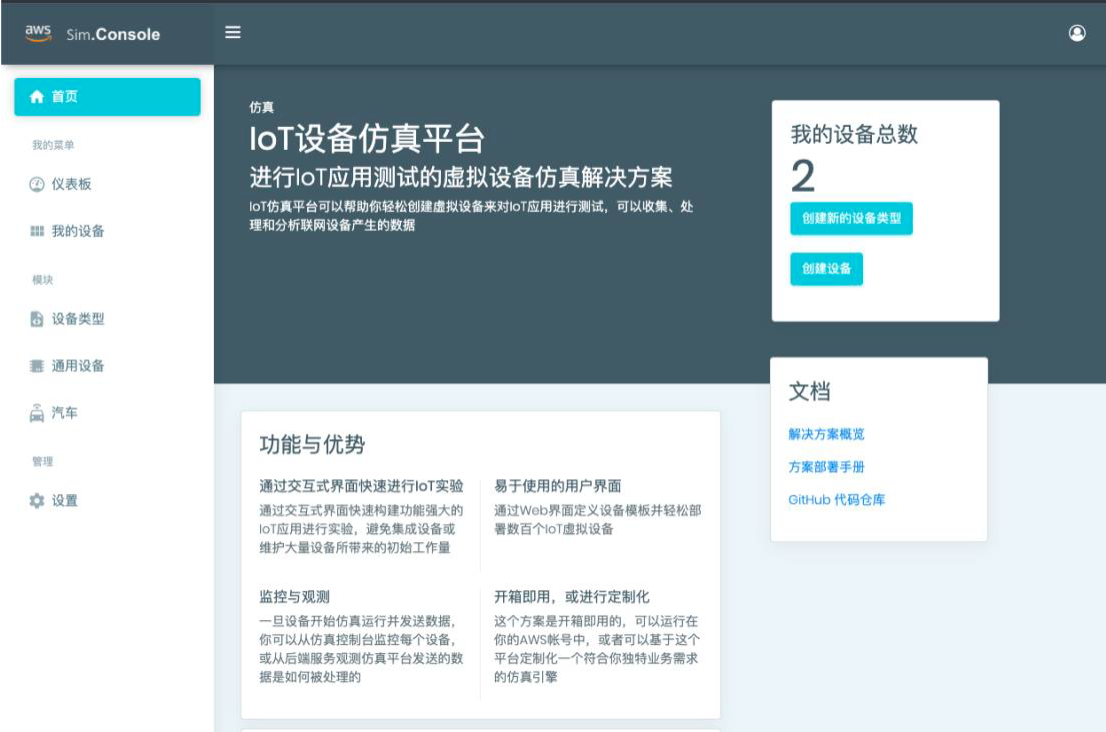 aws Sim.Console
首页
我的菜单
仪表板
我的设备
模块
设备类型
通用设备
汽车
管理
设置
仿真
IoT设备仿真平台
进行IoT应用测试的虚拟设备仿真解决方案
IoT仿真平台可以帮助你轻松创建虚拟设备来对IoT应用进行测试，可以收集、处
理和分析联网设备产生的数据
我的设备总数
2
创建新的设备类型
创建设备
文档
解决方案概览
方案部署手册
GitHub 代码仓库
功能与优势
通过交互式界面快速进行IoT实验
通过交互式界面快速构建功能强大的
IoT应用进行实验，避免集成设备或
维护大量设备所带来的初始工作量
易于使用的用户界面
通过Web界面定义设备模板并轻松部
署数百个IoT虚拟设备
监控与观测
一旦设备开始仿真运行并发送数据，
你可以从仿真控制台监控每个设备，
或从后端服务观测仿真平台发送的数
据是如何被处理的
开箱即用，或进行定制化
这个方案是开箱即用的，可以运行在
你的AWS帐号中，或者可以基于这个
平台定制化一个符合你独特业务需求
的仿真引擎